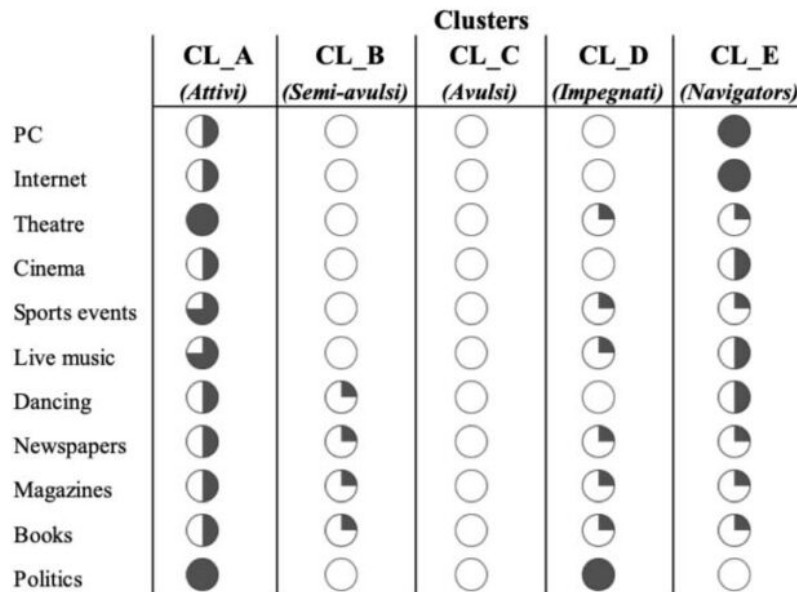 Clusters
CL_A CL_B CL_C CL_D CL_E
(Attivi) (Semi-avulsi) (Avulsi) (Impegnati) (Navigators)
PC
Internet
Theatre
Cinema
Sports events
Live music
Dancing
Newspapers
Magazines
Books
Politics